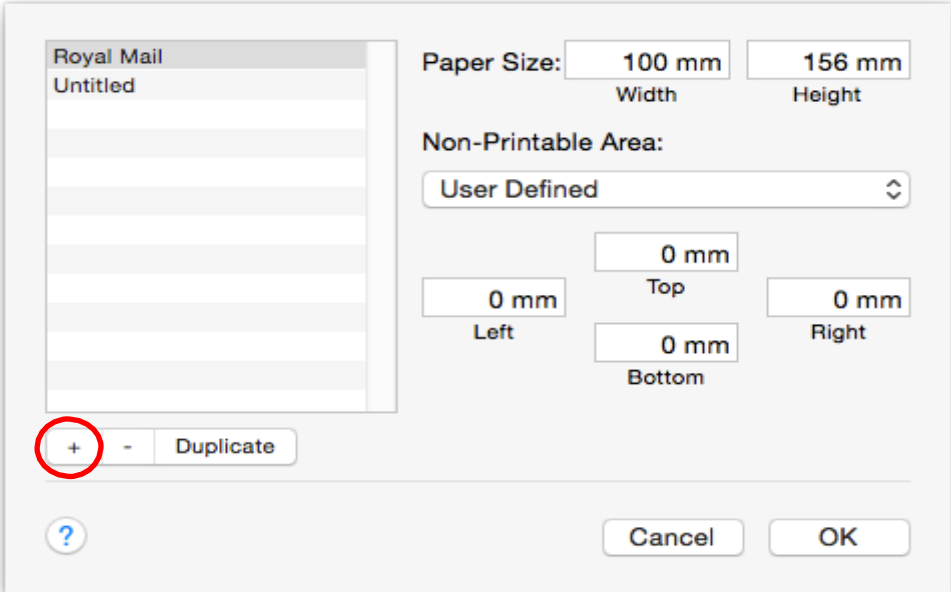 Royal Mail
Untitled
+ - Duplicate
Paper Size: 100 mm 156 mm
Width Height
Non-Printable Area:
User Defined
0 mm
Top
0 mm 0 mm
Left Right
0 mm
Bottom
? Cancel OK